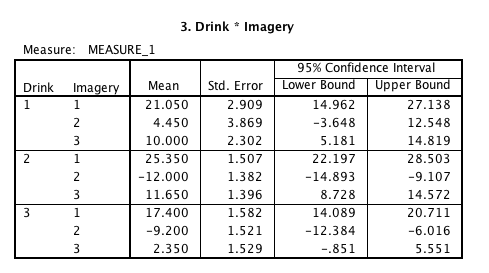 3. Drink * Imagery
Measure: MEASURE_1
95% Confidence Interval
Drink Imagery Mean Std. Error Lower Bound Upper Bound
1 1 21.050 2.909 14.962 27.138
2 4.450 3.869 -3.648 12.548
3 10.000 2.302 5.181 14.819
2 1 25.350 1.507 22.197 28.503
2 -12.000 1.382 -14.893 -9.107
3 11.650 1.396 8.728 14.572
3 1 17.400 1.582 14.089 20.711
2 -9.200 1.521 -12.384 -6.016
3 2.350 1.529 -.851 5.551